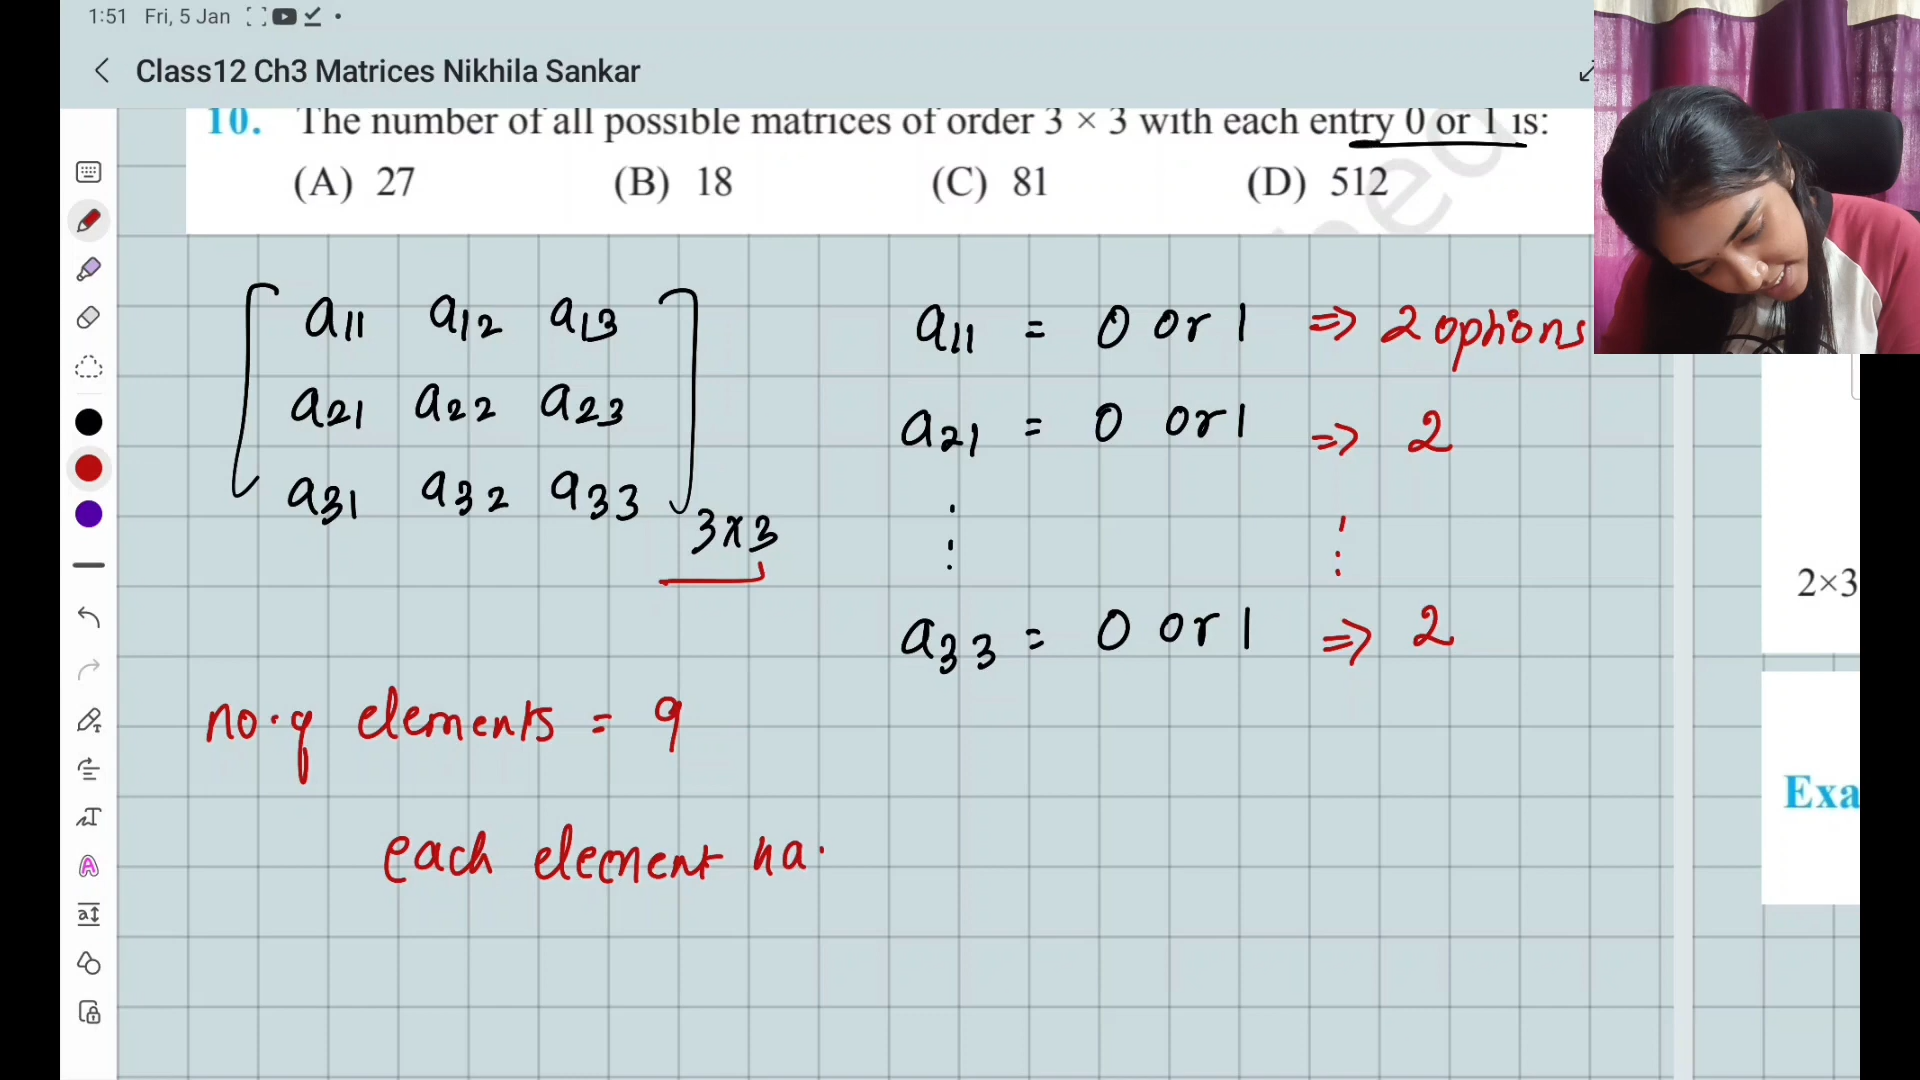 1:51 Fri, 5 Jan
Class12 Ch3 Matrices Nikhila Sankar
10. The number of all possible matrices of order 3 × 3 with each entry 0 or 1 is:
(A) 27 (B) 18 (C) 81 (D) 512
a11 a12 a13
a21 a22 a23
a31 a32 a33
3×3
a11 = 0 or 1 => 2 options
a21 = 0 or 1 => 2
⋮ ⋮
a33 = 0 or 1 => 2
no. of elements = 9
each element ha
2×3
Exa